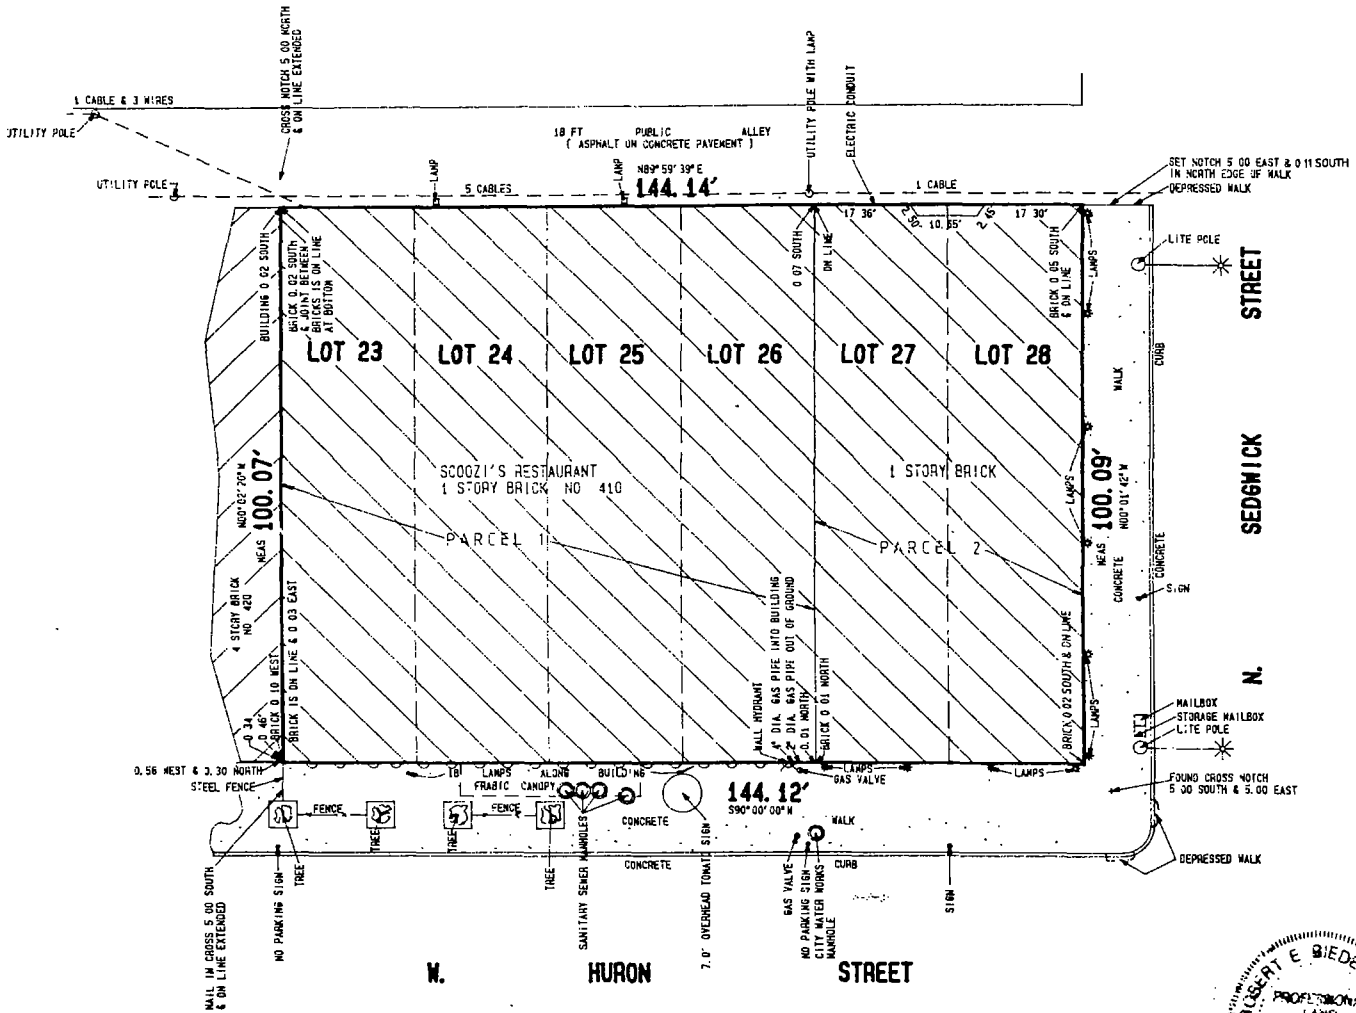 CROSS NOTCH 5.00 NORTH
& ON LINE EXTENDED
1 CABLE & 3 WIRES
UTILITY POLE
UTILITY POLE
18 FT PUBLIC ALLEY
( ASPHALT ON CONCRETE PAVEMENT )
LAMP
5 CABLES
LAMP
N89° 59' 39" E
144.14'
UTILITY POLE WITH LAMP
ELECTRIC CONDUIT
1 CABLE
SET NOTCH 5.00 EAST & 0.11 SOUTH
IN NORTH EDGE OF WALK
DEPRESSED WALK
17.36'
2.50'
10.65'
2.45'
17.30'
LITE POLE
BUILDING 0.02 SOUTH
BRICK 0.02 SOUTH
& JOINT BETWEEN
BRICKS IS ON LINE
AT BOTTOM
0.07 SOUTH
ON LINE
BRICK 0.05 SOUTH
& ON LINE
LAMPS
LOT 23
LOT 24
LOT 25
LOT 26
LOT 27
LOT 28
WALK
CURB
N. SEDGWICK STREET
SCOOZI'S RESTAURANT
1 STORY BRICK NO 410
1 STORY BRICK
PARCEL 1
PARCEL 2
MEAS
N00° 02' 20" W
100.07'
4 STORY BRICK
NO 420
LAMPS
100.09'
MEAS
N00° 01' 42" W
CONCRETE
CONCRETE
SIGN
0.34
0.46'
BRICK 0.10 WEST
BRICK IS ON LINE & 0.03 EAST
WALL HYDRANT
4" DIA. GAS PIPE INTO BUILDING
2" DIA. GAS PIPE OUT OF GROUND
0.01 NORTH
BRICK 0.01 NORTH
BRICK 0.02 SOUTH & ON LINE
LAMPS
MAILBOX
STORAGE MAILBOX
LITE POLE
0.56 WEST & 0.30 NORTH
STEEL FENCE
18 LAMPS ALONG BUILDING
FRABIC CANOPY
LAMPS
GAS VALVE
LAMPS
144.12'
S90° 00' 00" W
FOUND CROSS NOTCH
5.00 SOUTH & 5.00 EAST
FENCE
FENCE
TREE
TREE
TREE
TREE
CONCRETE
WALK
CONCRETE
CURB
DEPRESSED WALK
NAIL IN CROSS 5.00 SOUTH
& ON LINE EXTENDED
NO PARKING SIGN
SANITARY SEWER MANHOLES
7.0' OVERHEAD TOMATO SIGN
GAS VALVE
NO PARKING SIGN
CITY WATER WORKS
MANHOLE
SIGN
W. HURON STREET
E BIEDE